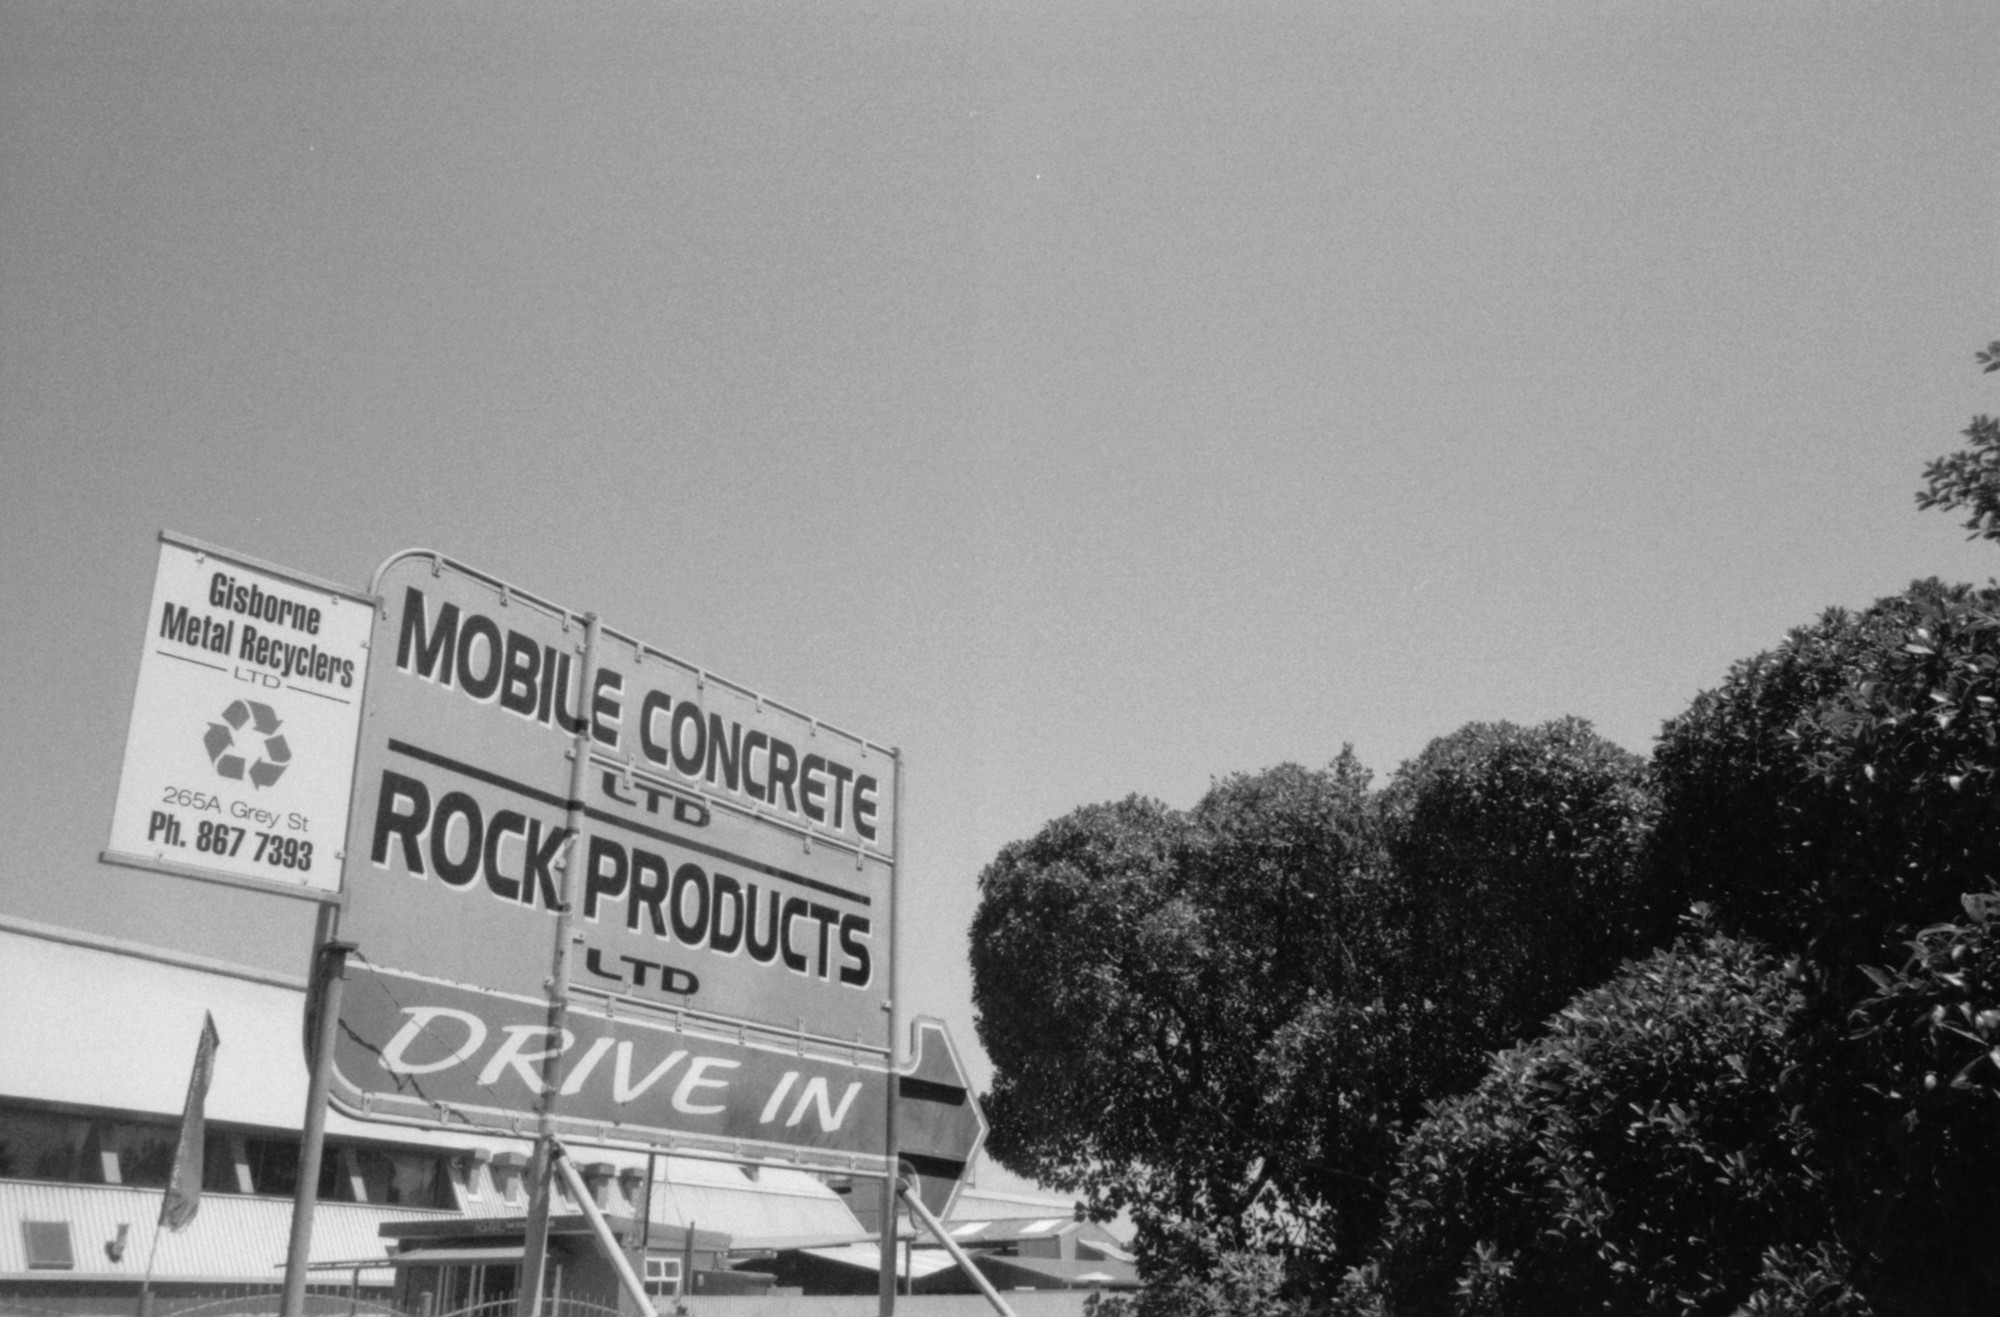 Gisborne
Metal Recyclers
LTD
265A Grey St
Ph. 867 7393
MOBILE CONCRETE
LTD
ROCK PRODUCTS
LTD
DRIVE IN